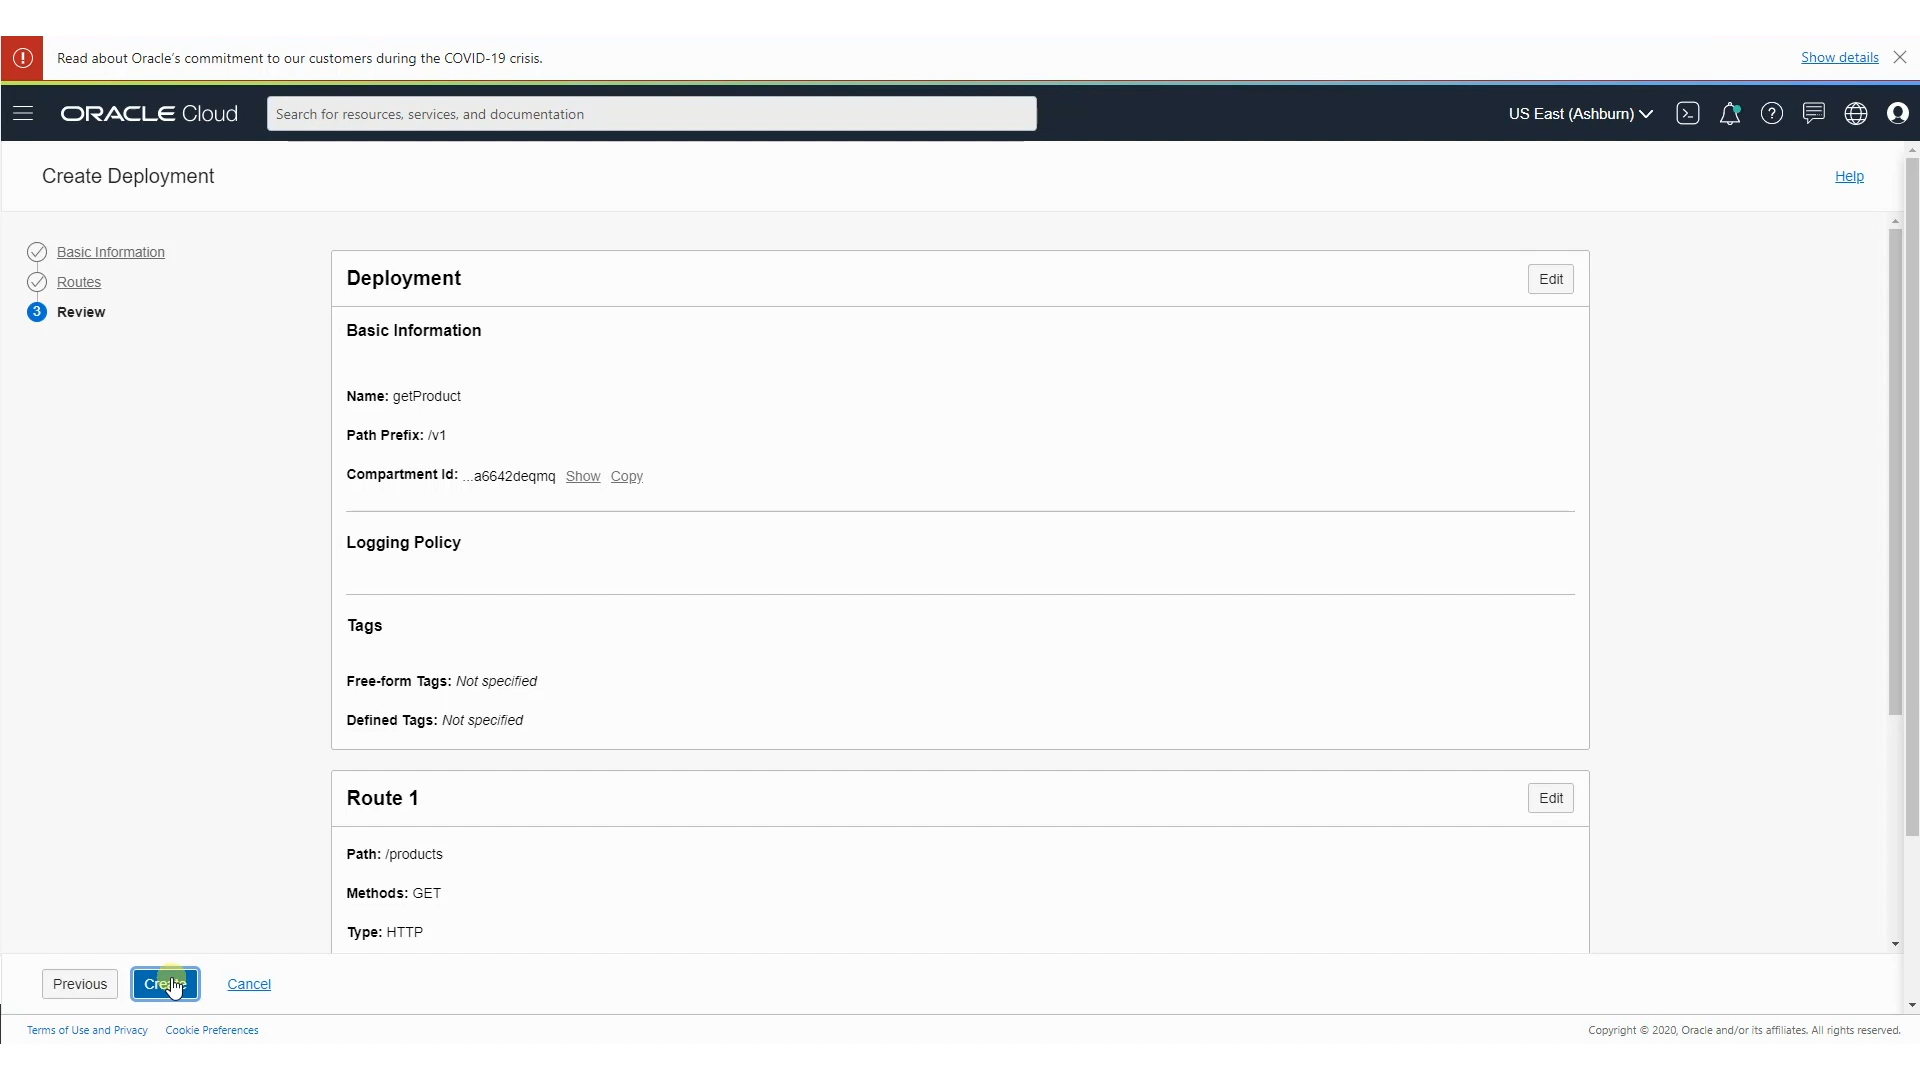 Read about Oracle's commitment to our customers during the COVID-19 crisis.
Show details
ORACLE Cloud
Search for resources, services, and documentation
US East (Ashburn)
Create Deployment
Help
Basic Information
Routes
3 Review
Deployment
Edit
Basic Information
Name: getProduct
Path Prefix: /v1
Compartment Id: ...a6642deqmq Show Copy
Logging Policy
Tags
Free-form Tags: Not specified
Defined Tags: Not specified
Route 1
Edit
Path: /products
Methods: GET
Type: HTTP
Previous
Create
Cancel
Terms of Use and Privacy
Cookie Preferences
Copyright © 2020, Oracle and/or its affiliates. All rights reserved.